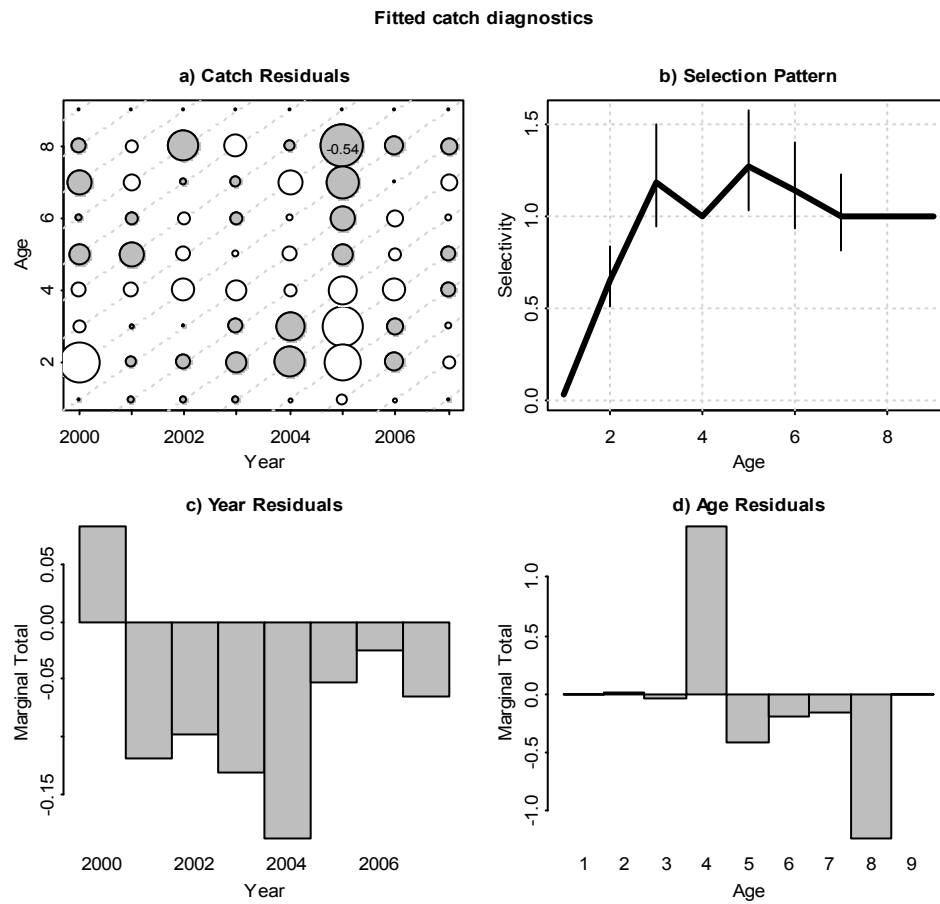 Fitted catch diagnostics
a) Catch Residuals
8
6
4
2
Age
-0.54
2000 2002 2004 2006
Year
b) Selection Pattern
1.5
1.0
0.5
0.0
Selectivity
2 4 6 8
Age
c) Year Residuals
0.05
0.00
-0.05
-0.15
Marginal Total
2000 2002 2004 2006
Year
d) Age Residuals
1.0
0.5
0.0
-0.5
-1.0
Marginal Total
1 2 3 4 5 6 7 8 9
Age